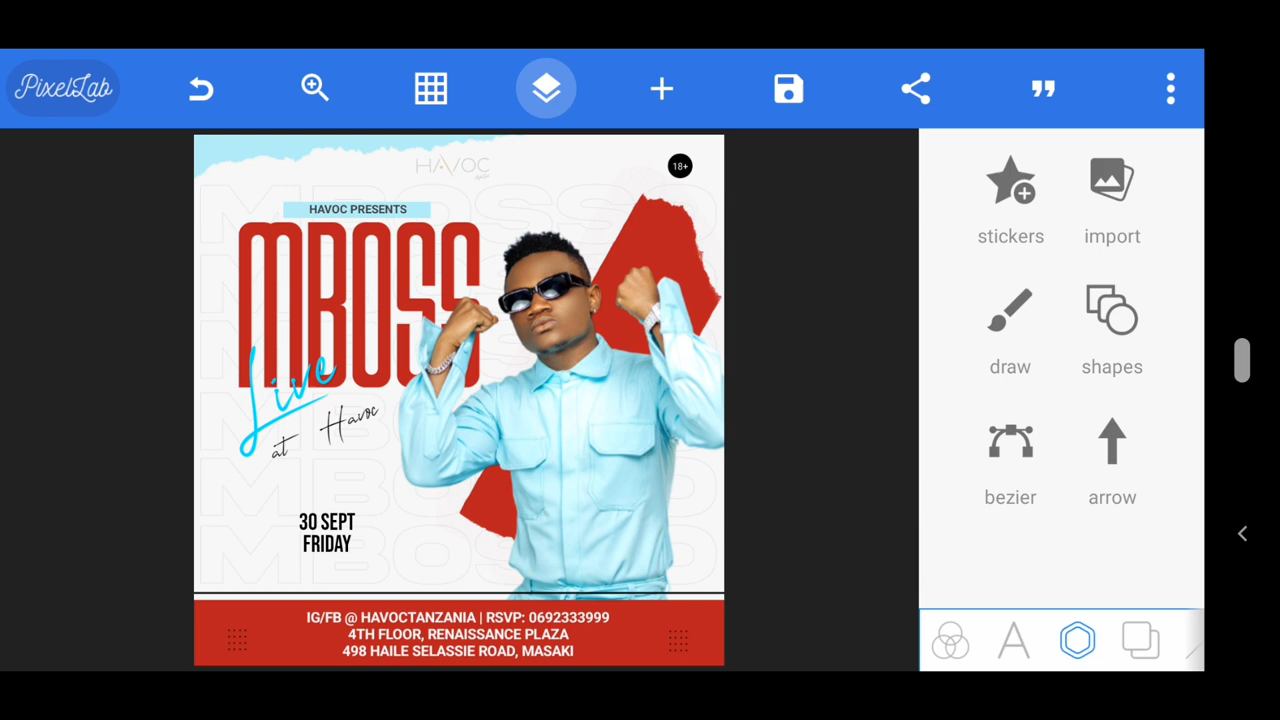 PixelLab
HAVOC
18+
HAVOC PRESENTS
MBOSS
Live
at Havoc
30 SEPT
FRIDAY
IG/FB @ HAVOCTANZANIA | RSVP: 0692333999
4TH FLOOR, RENAISSANCE PLAZA
498 HAILE SELASSIE ROAD, MASAKI
stickers
import
draw
shapes
bezier
arrow